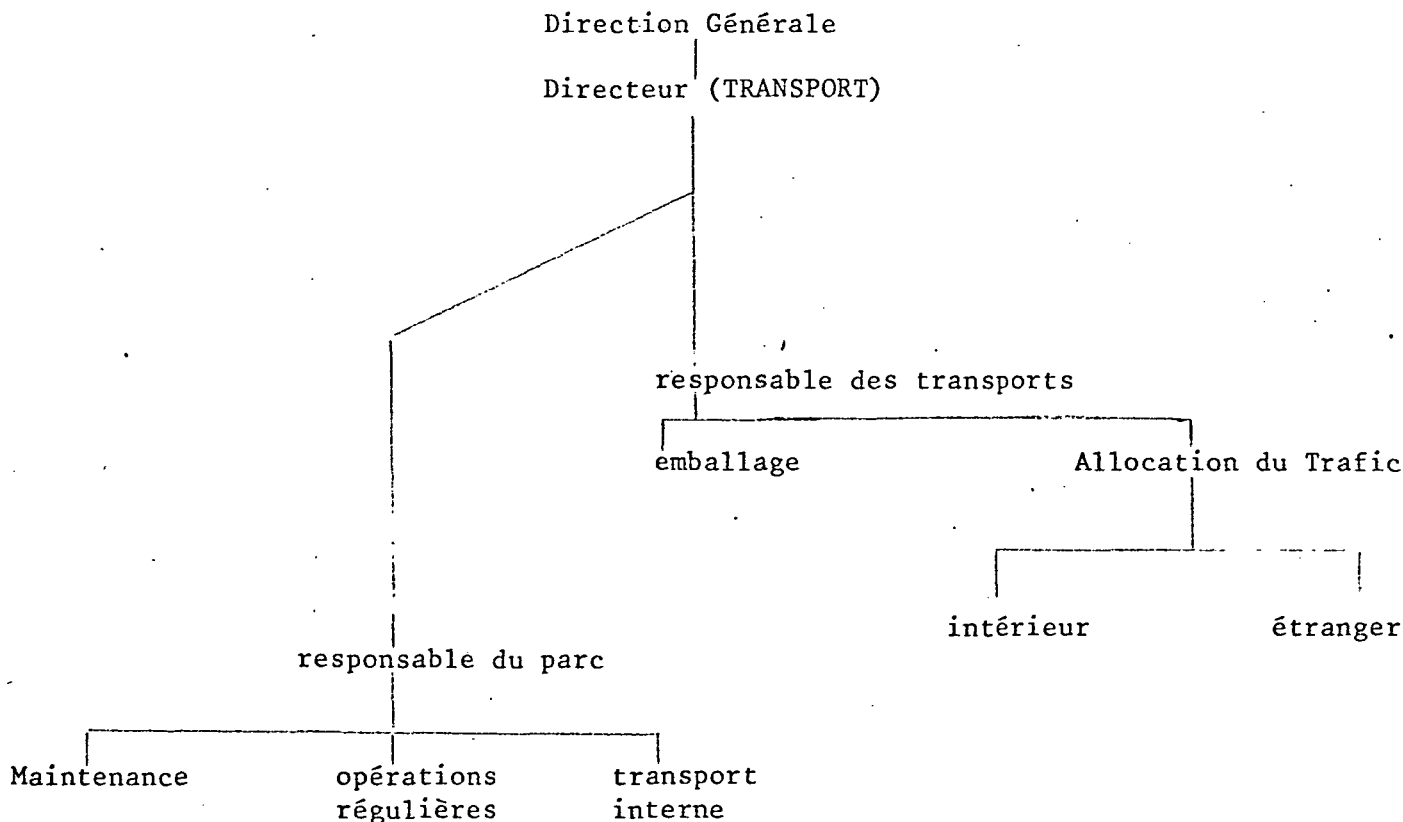 Direction Générale
Directeur (TRANSPORT)
responsable des transports
emballage
Allocation du Trafic
intérieur
étranger
responsable du parc
Maintenance
opérations
régulières
transport
interne